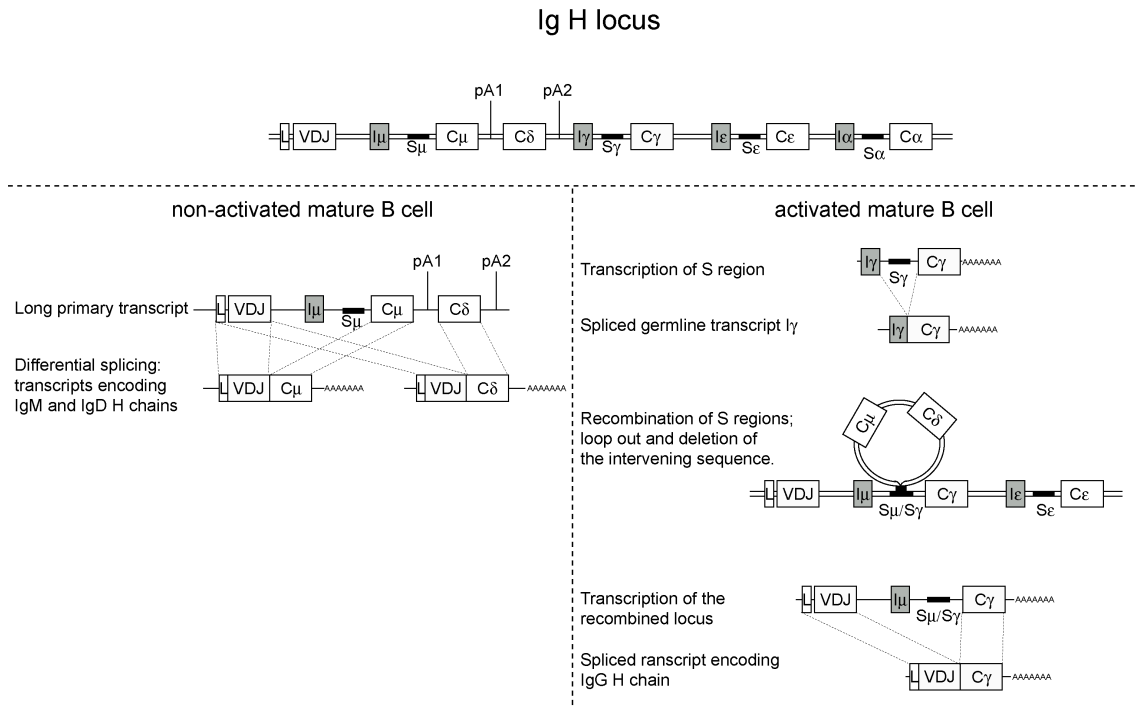 Ig H locus
pA1 pA2
L VDJ Iμ Sμ Cμ Cδ Iγ Sγ Cγ Iε Sε Cε Iα Sα Cα
non-activated mature B cell
pA1 pA2
Long primary transcript
L VDJ Iμ Sμ Cμ Cδ
Differential splicing:
transcripts encoding
IgM and IgD H chains
L VDJ Cμ AAAAAAA
L VDJ Cδ AAAAAAA
activated mature B cell
Transcription of S region
Iγ Sγ Cγ AAAAAAA
Spliced germline transcript Iγ
Iγ Cγ AAAAAAA
Recombination of S regions;
loop out and deletion of
the intervening sequence.
Cμ Cδ
L VDJ Iμ Sμ/Sγ Cγ Iε Sε Cε
Transcription of the
recombined locus
L VDJ Iμ Sμ/Sγ Cγ AAAAAAA
Spliced ranscript encoding
IgG H chain
L VDJ Cγ AAAAAAA